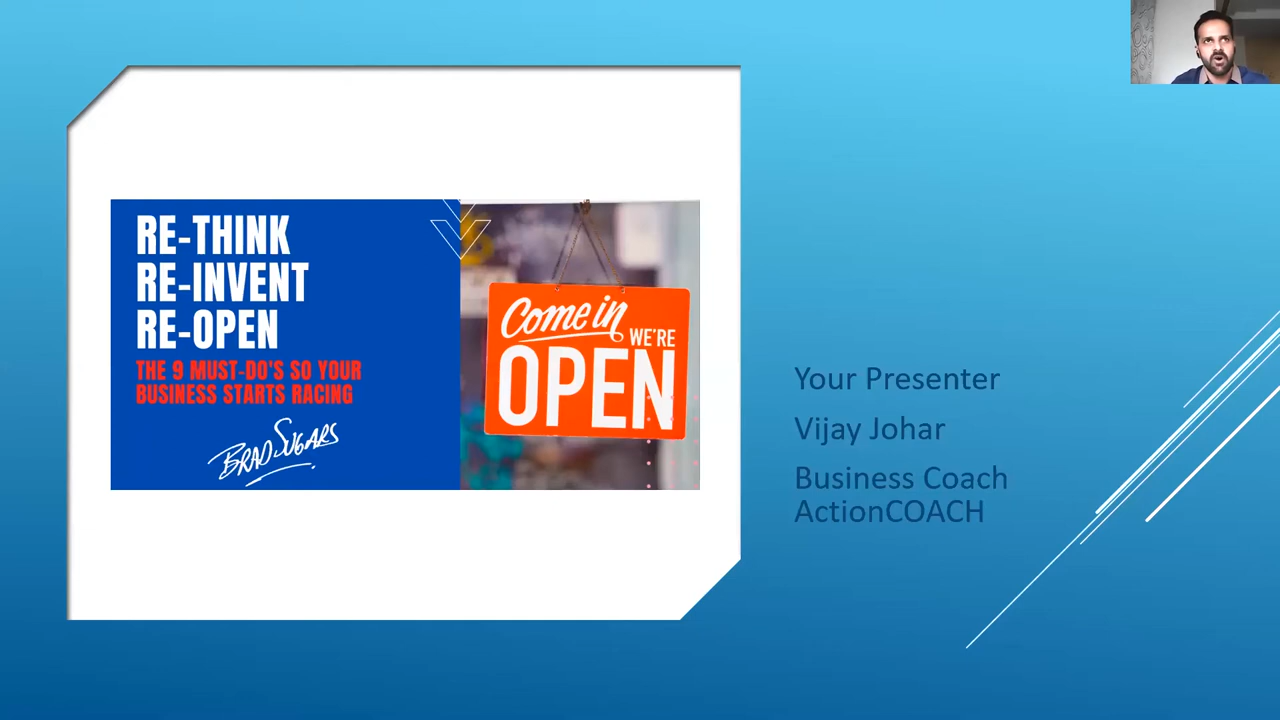 RE-THINK
RE-INVENT
RE-OPEN
THE 9 MUST-DO'S SO YOUR
BUSINESS STARTS RACING
BRAD SUGARS
Come in
WE'RE
OPEN
Your Presenter
Vijay Johar
Business Coach
ActionCOACH